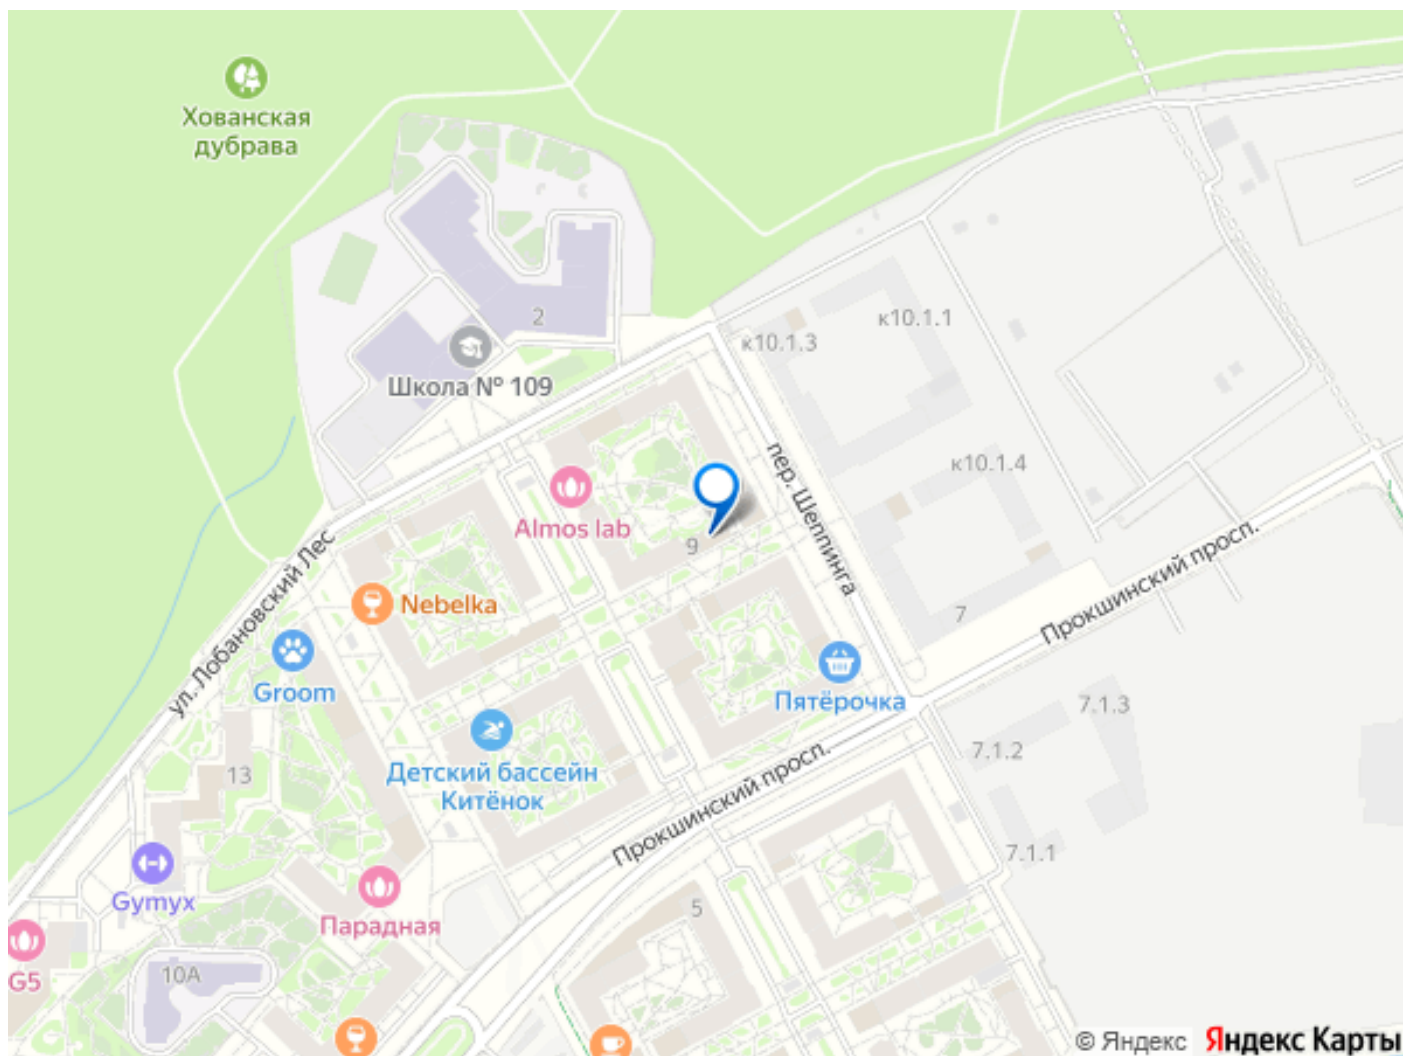 Хованская
дубрава
к10.1.1
2
к10.1.3
Школа № 109
пер. Шеппинга
к10.1.4
Almos lab
9
Прокшинский просп.
ул. Лобановский Лес
Nebelka
7
Groom
Пятёрочка
7.1.3
7.1.2
13
Детский бассейн
Китёнок
Прокшинский просп.
7.1.1
Gymyx
5
Парадная
G5
10А
© Яндекс Яндекс Карты